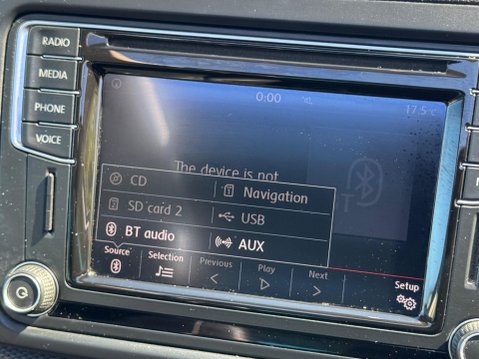 RADIO
MEDIA
PHONE
VOICE
0:00
17.5°C
The device is not
BT
CD
Navigation
SD card 2
USB
BT audio
AUX
Source
Selection
Previous
Play
Next
Setup